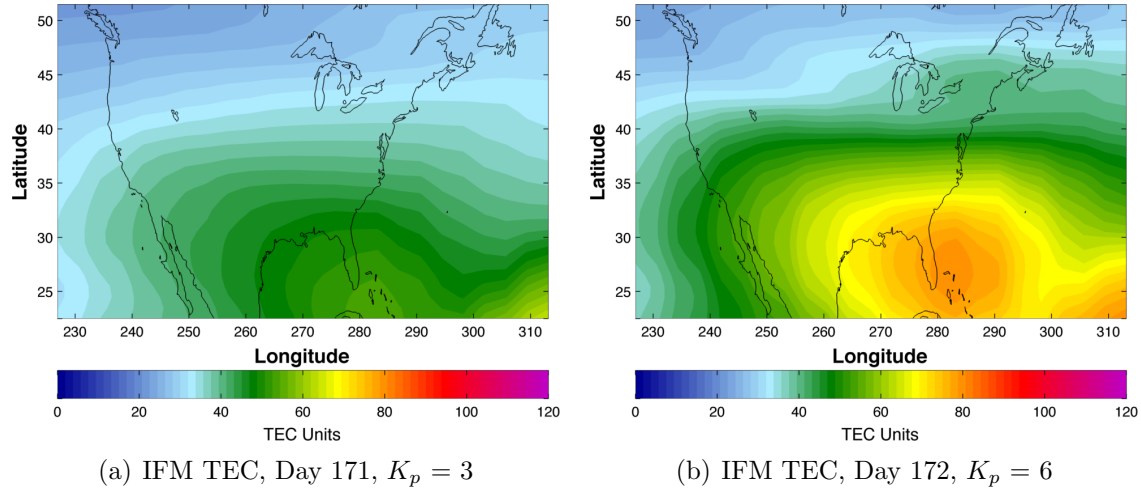 50
45
40
35
30
25
Latitude
230 240 250 260 270 280 290 300 310
Longitude
0 20 40 60 80 100 120
TEC Units
(a) IFM TEC, Day 171, $K_p$ = 3
50
45
40
35
30
25
Latitude
230 240 250 260 270 280 290 300 310
Longitude
0 20 40 60 80 100 120
TEC Units
(b) IFM TEC, Day 172, $K_p$ = 6